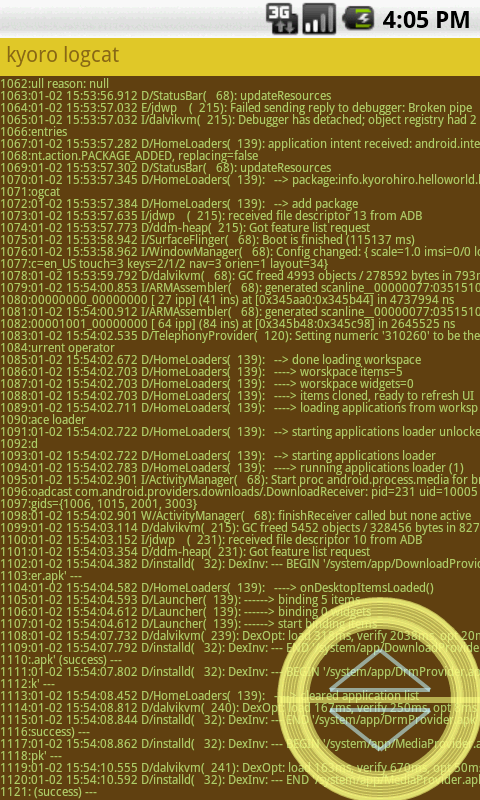 3G
4:05 PM
kyoro logcat
1062:ull reason: null
1063:01-02 15:53:56.912 D/StatusBar(   68): updateResources
1064:01-02 15:53:57.032 E/jdwp    (  215): Failed sending reply to debugger: Broken pipe
1065:01-02 15:53:57.032 I/dalvikvm(  215): Debugger has detached; object registry had 2
1066:entries
1067:01-02 15:53:57.282 D/HomeLoaders(  139): application intent received: android.inte
1068:nt.action.PACKAGE_ADDED, replacing=false
1069:01-02 15:53:57.302 D/StatusBar(   68): updateResources
1070:01-02 15:53:57.345 D/HomeLoaders(  139):   --> package:info.kyorohiro.helloworld.l
1071:ogcat
1072:01-02 15:53:57.384 D/HomeLoaders(  139):   --> add package
1073:01-02 15:53:57.635 I/jdwp    (  215): received file descriptor 13 from ADB
1074:01-02 15:53:57.773 D/ddm-heap(  215): Got feature list request
1075:01-02 15:53:58.942 I/SurfaceFlinger(   68): Boot is finished (115137 ms)
1076:01-02 15:53:58.962 I/WindowManager(   68): Config changed: { scale=1.0 imsi=0/0 lo
1077:c=en_US touch=3 keys=2/1/2 nav=3 orien=1 layout=34}
1078:01-02 15:53:59.792 D/dalvikvm(   68): GC freed 4993 objects / 278592 bytes in 793m
1079:01-02 15:54:00.853 I/ARMAssembler(   68): generated scanline__00000077:0351510
1080:00000000_00000000 [ 27 ipp] (41 ins) at [0x345aa0:0x345b44] in 4737994 ns
1081:01-02 15:54:00.912 I/ARMAssembler(   68): generated scanline__00000077:0351510
1082:00001001_00000000 [ 64 ipp] (84 ins) at [0x345b48:0x345c98] in 2645525 ns
1083:01-02 15:54:02.535 D/TelephonyProvider(  120): Setting numeric '310260' to be the
1084:urrent operator
1085:01-02 15:54:02.672 D/HomeLoaders(  139):   --> done loading workspace
1086:01-02 15:54:02.703 D/HomeLoaders(  139):   ----> worskpace items=5
1087:01-02 15:54:02.703 D/HomeLoaders(  139):   ----> worskpace widgets=0
1088:01-02 15:54:02.703 D/HomeLoaders(  139):   ----> items cloned, ready to refresh UI
1089:01-02 15:54:02.711 D/HomeLoaders(  139):   ----> loading applications from worksp
1090:ace loader
1091:01-02 15:54:02.722 D/HomeLoaders(  139):   --> starting applications loader unlocke
1092:d
1093:01-02 15:54:02.722 D/HomeLoaders(  139):   --> starting applications loader
1094:01-02 15:54:02.783 D/HomeLoaders(  139):   ----> running applications loader (1)
1095:01-02 15:54:02.901 I/ActivityManager(   68): Start proc android.process.media for br
1096:oadcast com.android.providers.downloads/.DownloadReceiver: pid=231 uid=10005
1097:gids={1006, 1015, 2001, 3003}
1098:01-02 15:54:02.901 W/ActivityManager(   68): finishReceiver called but none active
1099:01-02 15:54:03.114 D/dalvikvm(  215): GC freed 5452 objects / 328456 bytes in 827
1100:01-02 15:54:03.152 I/jdwp    (  231): received file descriptor 10 from ADB
1101:01-02 15:54:03.354 D/ddm-heap(  231): Got feature list request
1102:01-02 15:54:04.382 D/installd(   32): DexInv: --- BEGIN '/system/app/DownloadProvid
1103:er.apk' ---
1104:01-02 15:54:04.582 D/HomeLoaders(  139):   ----> onDesktopItemsLoaded()
1105:01-02 15:54:04.593 D/Launcher(  139): ------> binding 5 items
1106:01-02 15:54:04.612 D/Launcher(  139): ------> binding 0 widgets
1107:01-02 15:54:04.612 D/Launcher(  139): ------> start binding items
1108:01-02 15:54:07.732 D/dalvikvm(  239): DexOpt: load 318ms, verify 2038ms, opt 20m
1109:01-02 15:54:07.792 D/installd(   32): DexInv: --- END '/system/app/DownloadProvider
1110:.apk' (success) ---
1111:01-02 15:54:07.802 D/installd(   32): DexInv: --- BEGIN '/system/app/DrmProvider.ap
1112:k' ---
1113:01-02 15:54:08.452 D/HomeLoaders(  139):   ----> cleared application list
1114:01-02 15:54:08.812 D/dalvikvm(  240): DexOpt: load 167ms, verify 250ms, opt
1115:01-02 15:54:08.844 D/installd(   32): DexInv: --- END '/system/app/DrmProvider.apk'
1116:success) ---
1117:01-02 15:54:08.862 D/installd(   32): DexInv: --- BEGIN '/system/app/MediaProvider.a
1118:pk' ---
1119:01-02 15:54:10.555 D/dalvikvm(  241): DexOpt: load 163ms, verify 670ms, opt
1120:01-02 15:54:10.592 D/installd(   32): DexInv: --- END '/system/app/MediaProvider.apk
1121: (success) ---